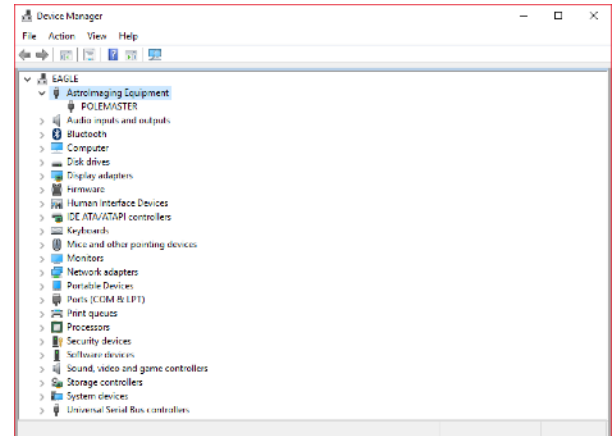 Device Manager
File Action View Help
EAGLE
AstroImaging Equipment
POLEMASTER
Audio inputs and outputs
Bluetooth
Computer
Disk drives
Display adapters
Firmware
Human Interface Devices
IDE ATA/ATAPI controllers
Keyboards
Mice and other pointing devices
Monitors
Network adapters
Portable Devices
Ports (COM & LPT)
Print queues
Processors
Security devices
Software devices
Sound, video and game controllers
Storage controllers
System devices
Universal Serial Bus controllers